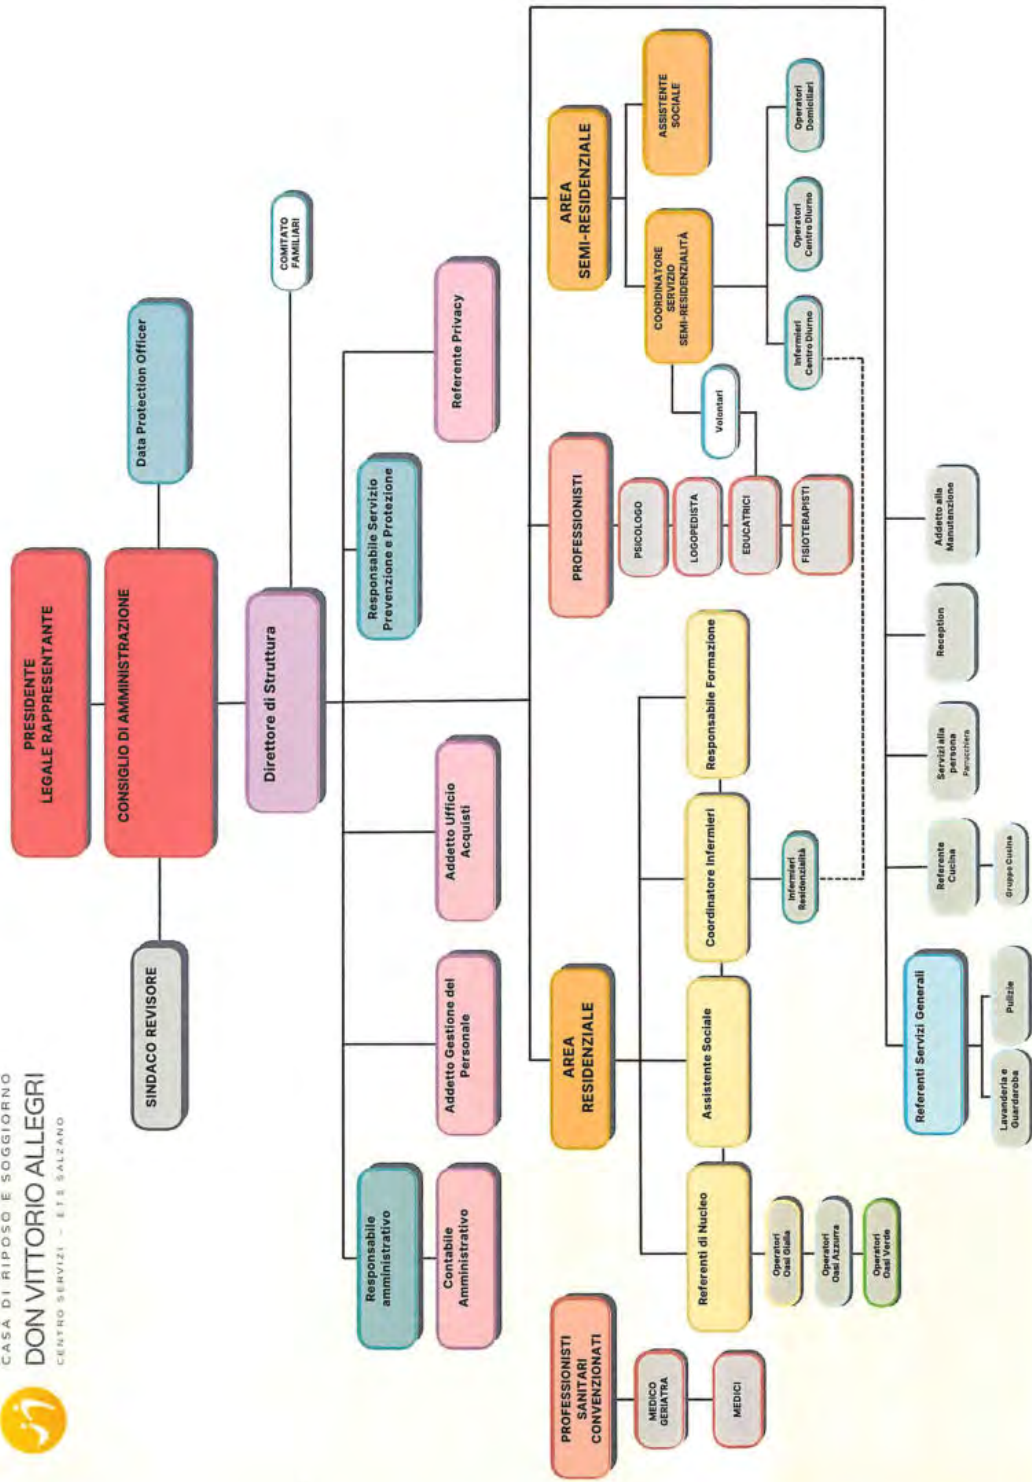 CASA DI RIPOSO E SOGGIORNO
DON VITTORIO ALLEGRI
CENTRO SERVIZI - ETS SALZANO
PRESIDENTE
LEGALE RAPPRESENTANTE
SINDACO REVISORE
CONSIGLIO DI AMMINISTRAZIONE
Data Protection Officer
Direttore di Struttura
COMITATO
FAMILIARI
Responsabile
amministrativo
Responsabile Servizio
Prevenzione e Protezione
Contabile
Amministrativo
Addetto Gestione del
Personale
Addetto Ufficio
Acquisti
Referente Privacy
PROFESSIONISTI
SANITARI
CONVENZIONATI
MEDICO
GERIATRA
MEDICI
AREA
RESIDENZIALE
Referenti di Nucleo
Assistente Sociale
Coordinatore Infermieri
Responsabile Formazione
Operatori
Oasi Gialla
Operatori
Oasi Azzurra
Operatori
Oasi Verde
Infermieri
Residenzialità
PROFESSIONISTI
PSICOLOGO
LOGOPEDISTA
EDUCATRICI
FISIOTERAPISTI
Volontari
AREA
SEMI-RESIDENZIALE
COORDINATORE
SERVIZIO
SEMI-RESIDENZIALITÀ
ASSISTENTE
SOCIALE
Infermieri
Centro Diurno
Operatori
Centro Diurno
Operatori
Domiciliari
Referenti Servizi Generali
Lavanderia e
Guardaroba
Pulizie
Referente
Cucina
Gruppo Cucina
Servizi alla
persona
Parrucchiera
Reception
Addetto alla
Manutenzione